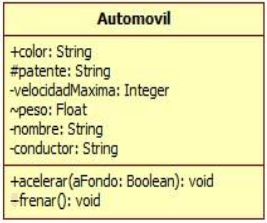 Automovil
+color: String
#patente: String
-velocidadMaxima: Integer
~peso: Float
-nombre: String
-conductor: String
+acelerar(aFondo: Boolean): void
-frenar(): void